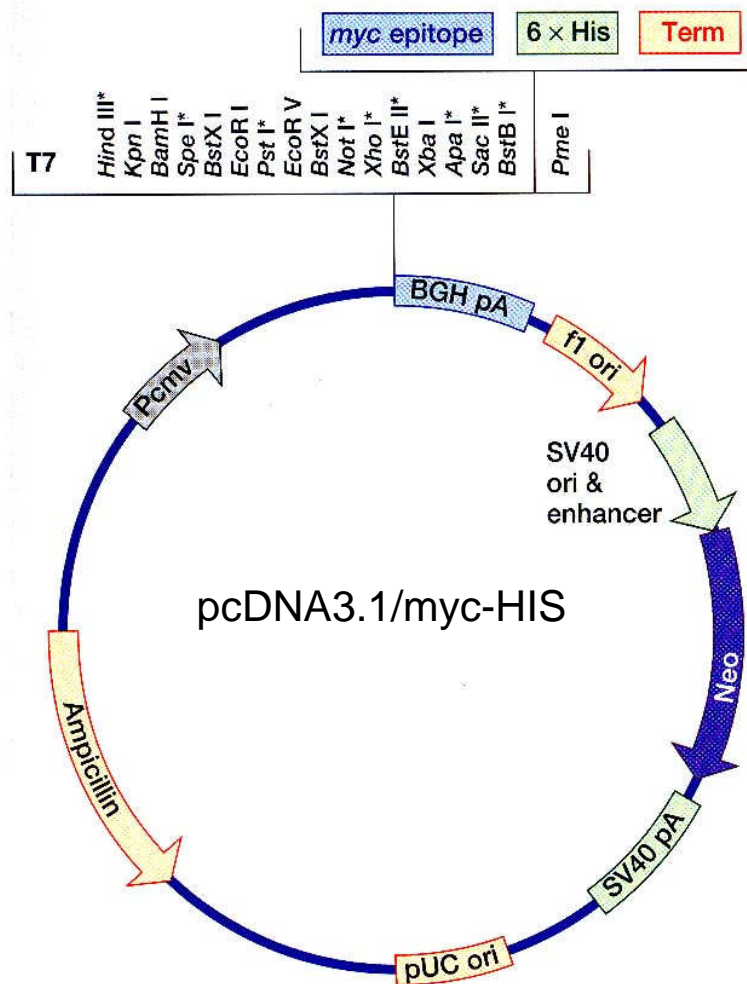 myc epitope 6 × His Term
T7
Hind III*
Kpn I
BamH I
Spe I*
BstX I
EcoR I
Pst I*
EcoR V
BstX I
Not I*
Xho I*
BstE II*
Xba I
Apa I*
Sac II*
BstB I*
Pme I
BGH pA
f1 ori
Pcmv
SV40
ori &
enhancer
pcDNA3.1/myc-HIS
Neo
Ampicillin
SV40 pA
pUC ori